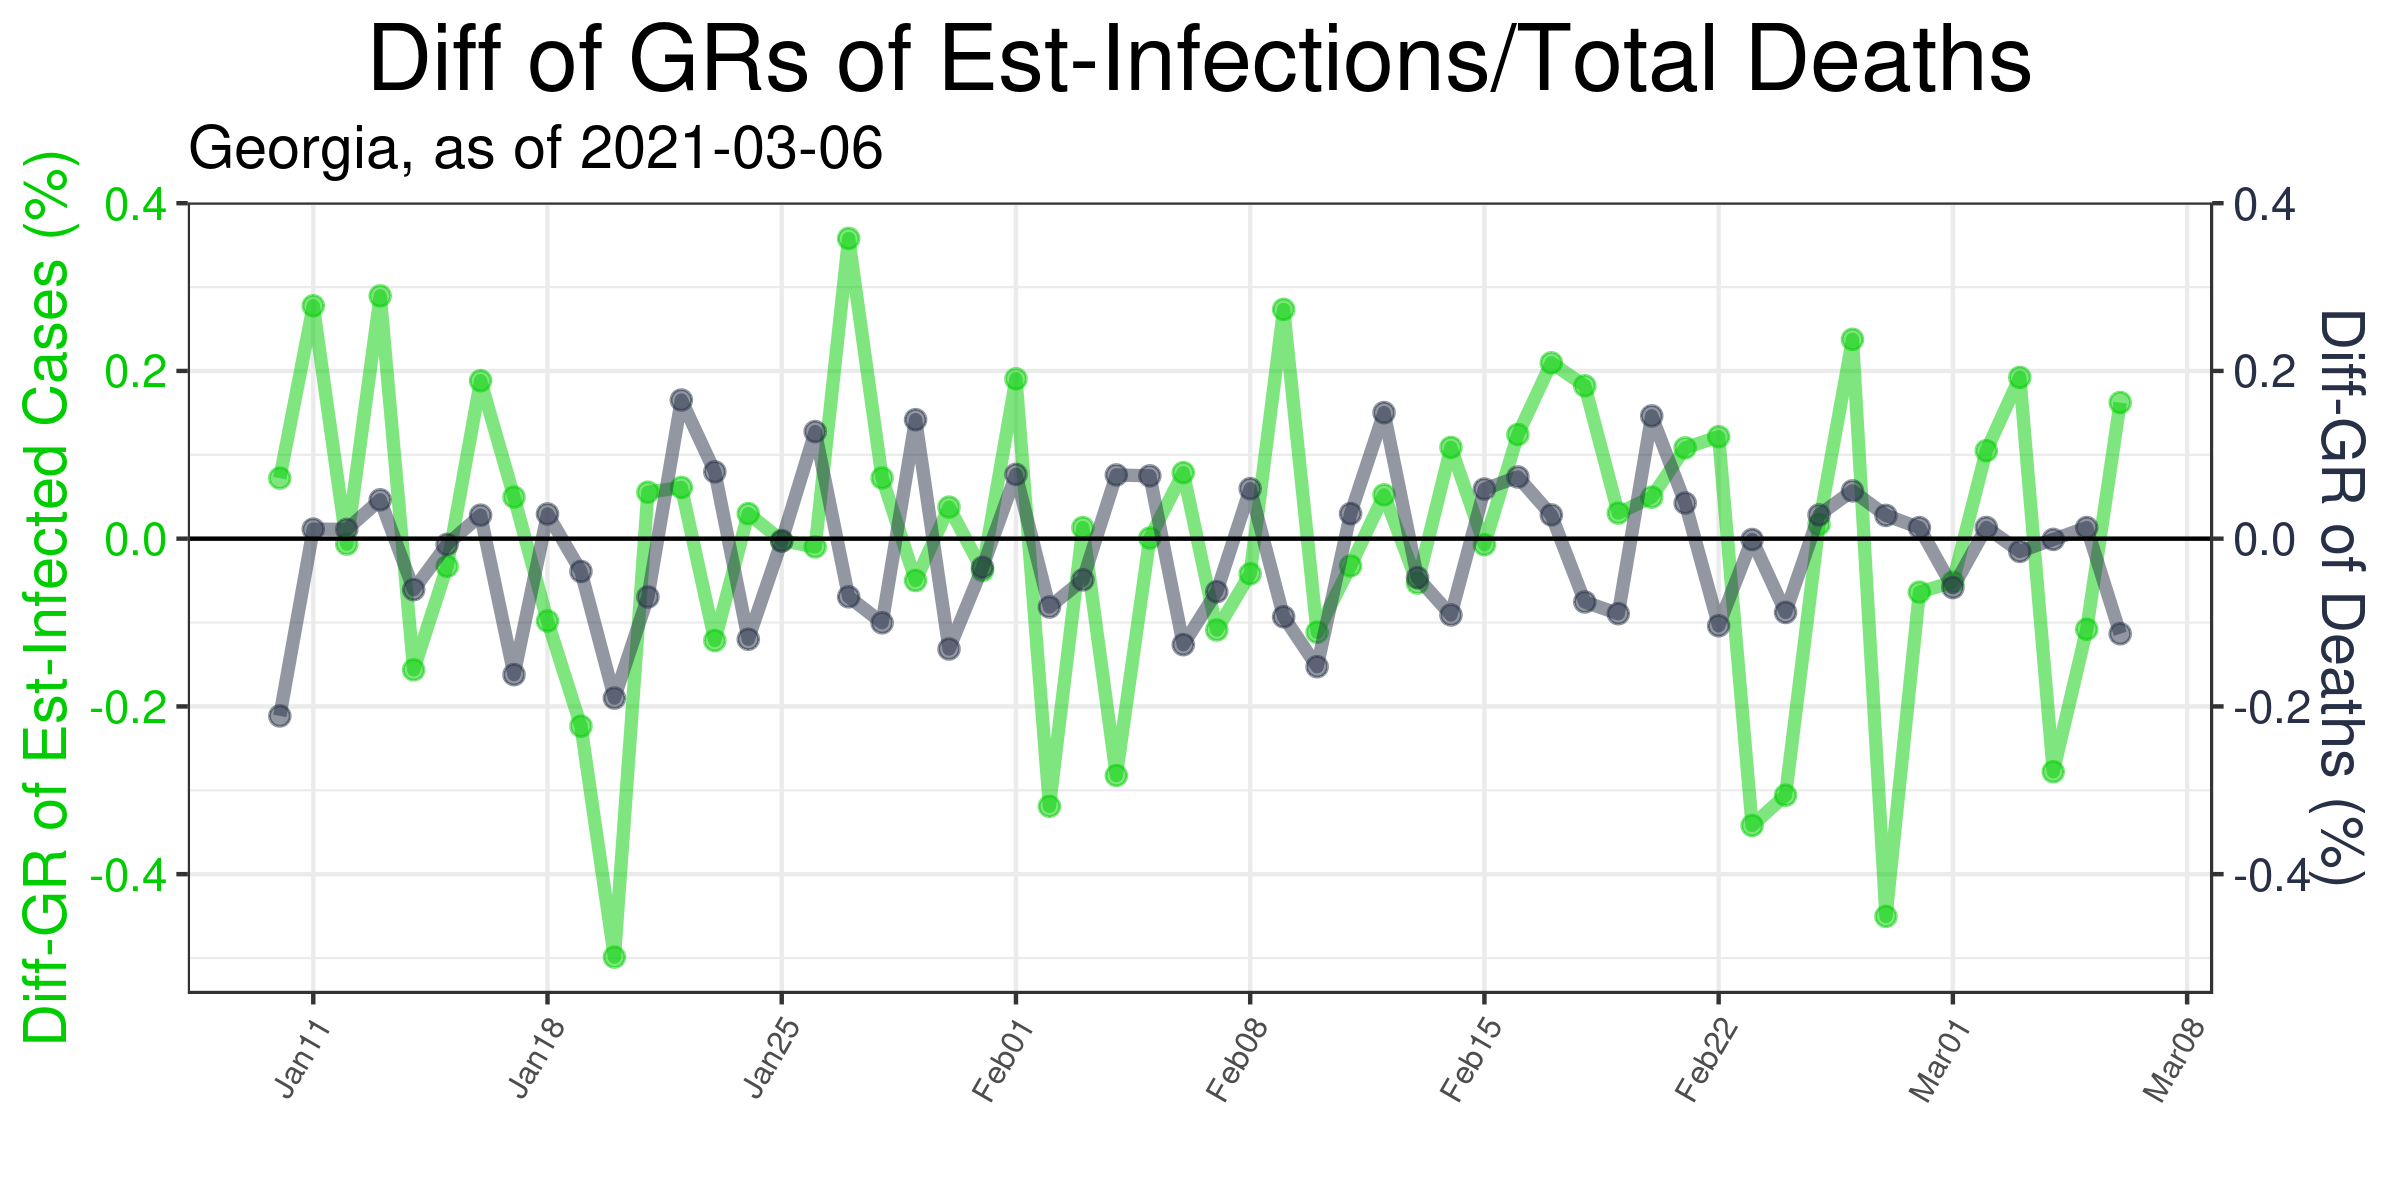 Diff of GRs of Est-Infections/Total Deaths
Georgia, as of 2021-03-06
Diff-GR of Est-Infected Cases (%)
0.4
0.2
0.0
-0.2
-0.4
0.4
0.2
0.0
-0.2
-0.4
Diff-GR of Deaths (%)
Jan11
Jan18
Jan25
Feb01
Feb08
Feb15
Feb22
Mar01
Mar08